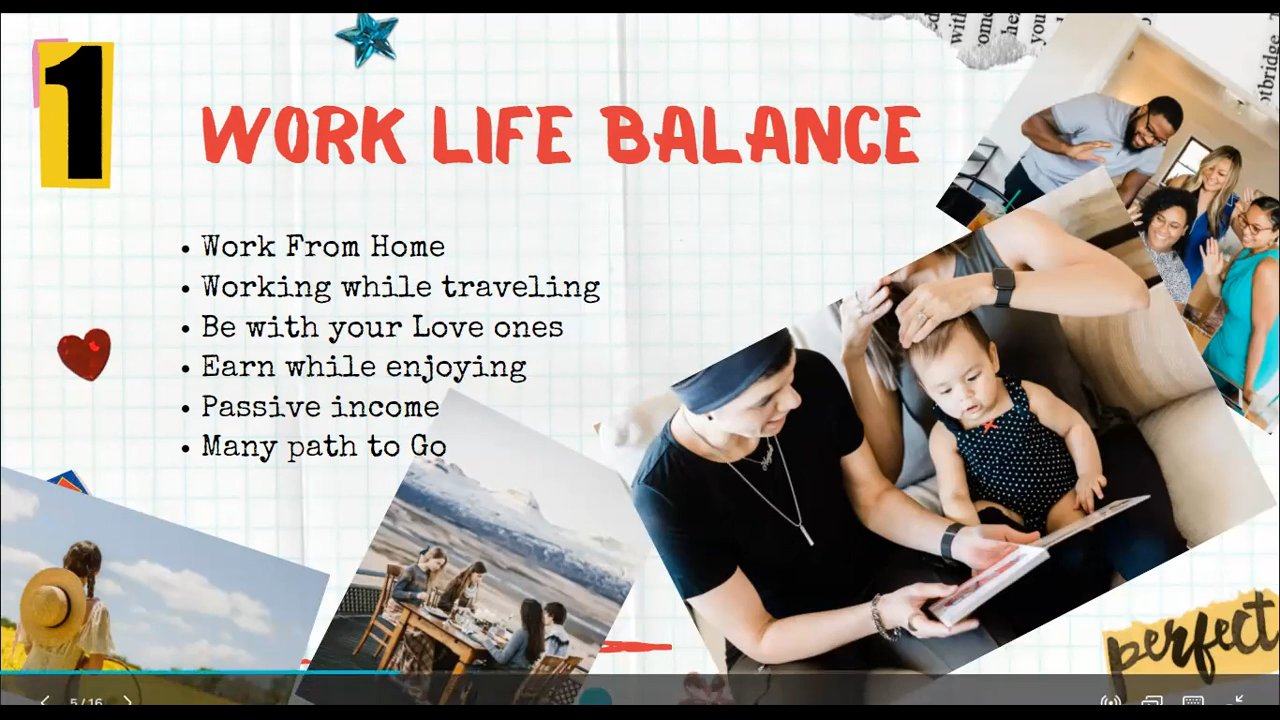 1
WORK LIFE BALANCE
• Work From Home
• Working while traveling
• Be with your Love ones
• Earn while enjoying
• Passive income
• Many path to Go
perfect
5/16